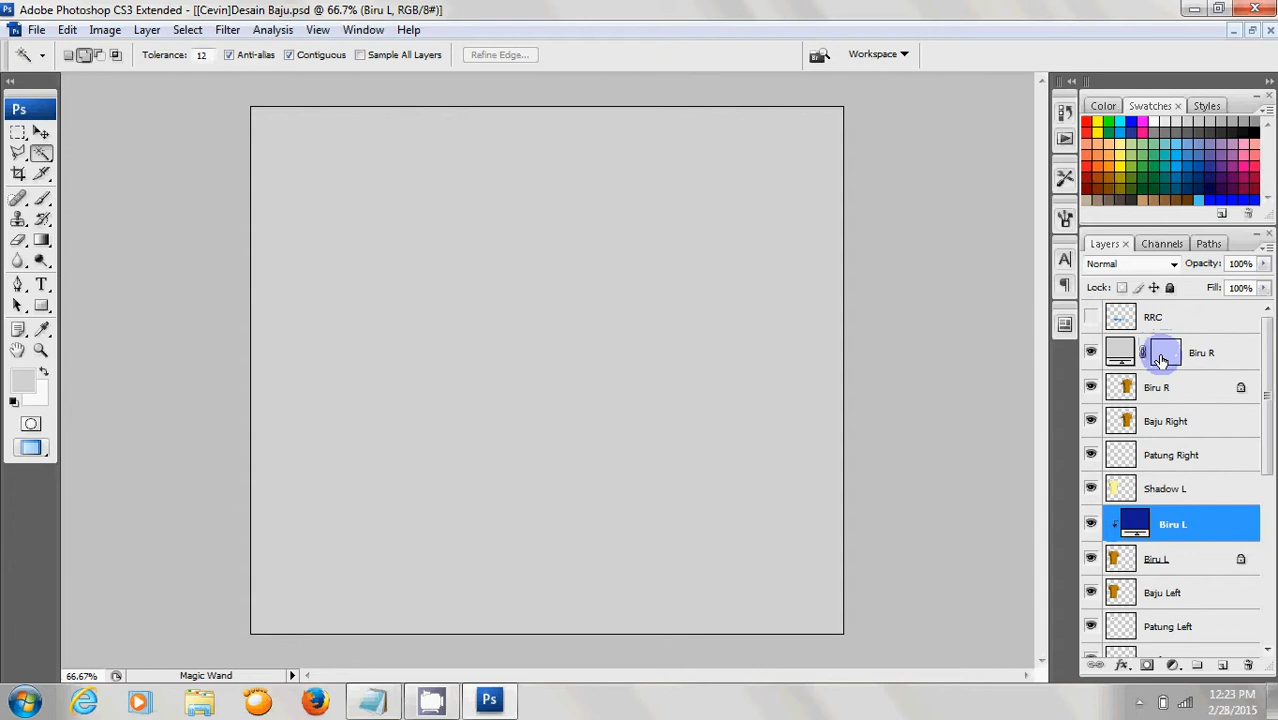 Adobe Photoshop CS3 Extended - [[Cevin]Desain Baju.psd @ 66.7% (Biru L, RGB/8#)]
Ps File Edit Image Layer Select Filter Analysis View Window Help
Tolerance: 12 Anti-alias Contiguous Sample All Layers Refine Edge... Workspace
Ps
Color Swatches x Styles
Layers x Channels Paths
Normal Opacity: 100%
Lock: Fill: 100%
RRC
Biru R
Biru R
Baju Right
Patung Right
Shadow L
Biru L
Biru L
Baju Left
Patung Left
66.67% Magic Wand
Ps 12:23 PM
2/28/2015